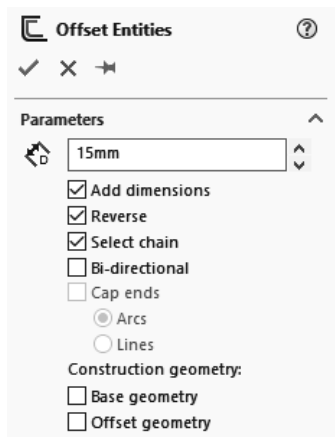 Offset Entities
Parameters
D
15mm
Add dimensions
Reverse
Select chain
Bi-directional
Cap ends
Arcs
Lines
Construction geometry:
Base geometry
Offset geometry